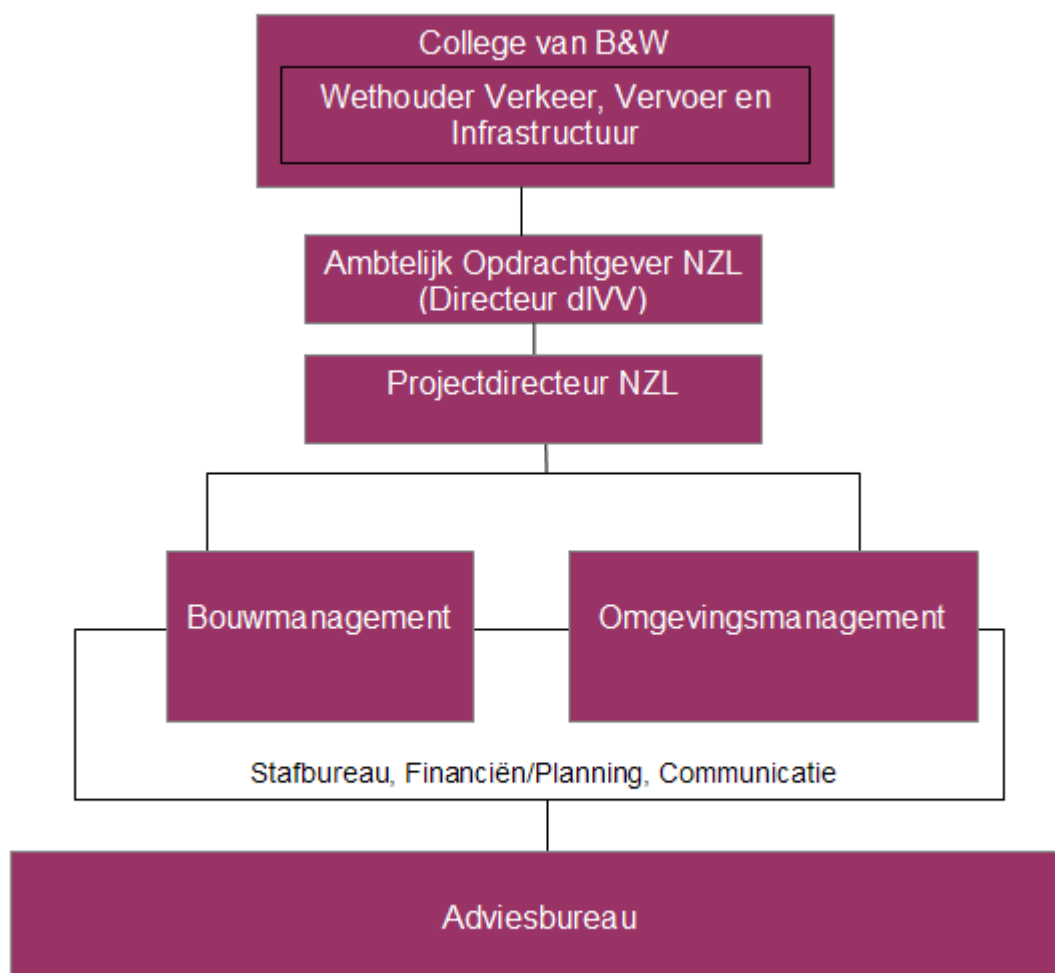 College van B&W
Wethouder Verkeer, Vervoer en
Infrastructuur
Ambtelijk Opdrachtgever NZL
(Directeur dIVV)
Projectdirecteur NZL
Bouwmanagement
Omgevingsmanagement
Stafbureau, Financiën/Planning, Communicatie
Adviesbureau